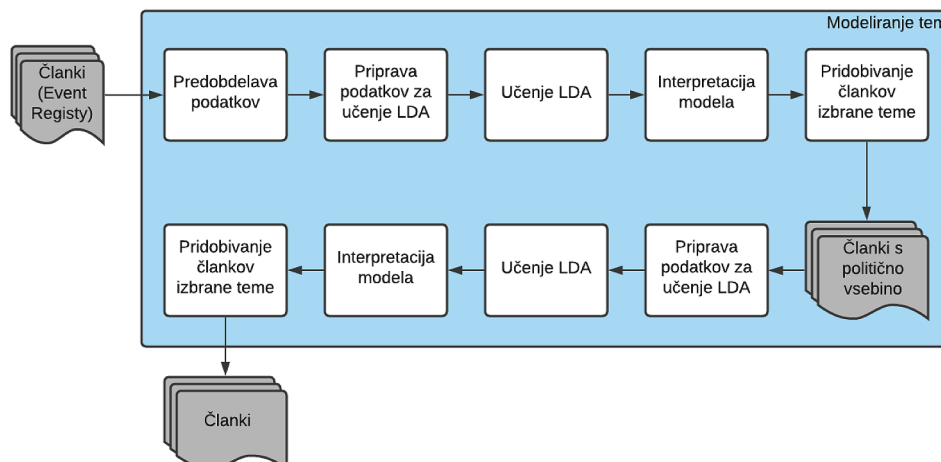 Modeliranje tem
Članki
(Event
Registy)
Predobdelava
podatkov
Priprava
podatkov za
učenje LDA
Učenje LDA
Interpretacija
modela
Pridobivanje
člankov
izbrane teme
Članki s
politično
vsebino
Priprava
podatkov za
učenje LDA
Učenje LDA
Interpretacija
modela
Pridobivanje
člankov
izbrane teme
Članki